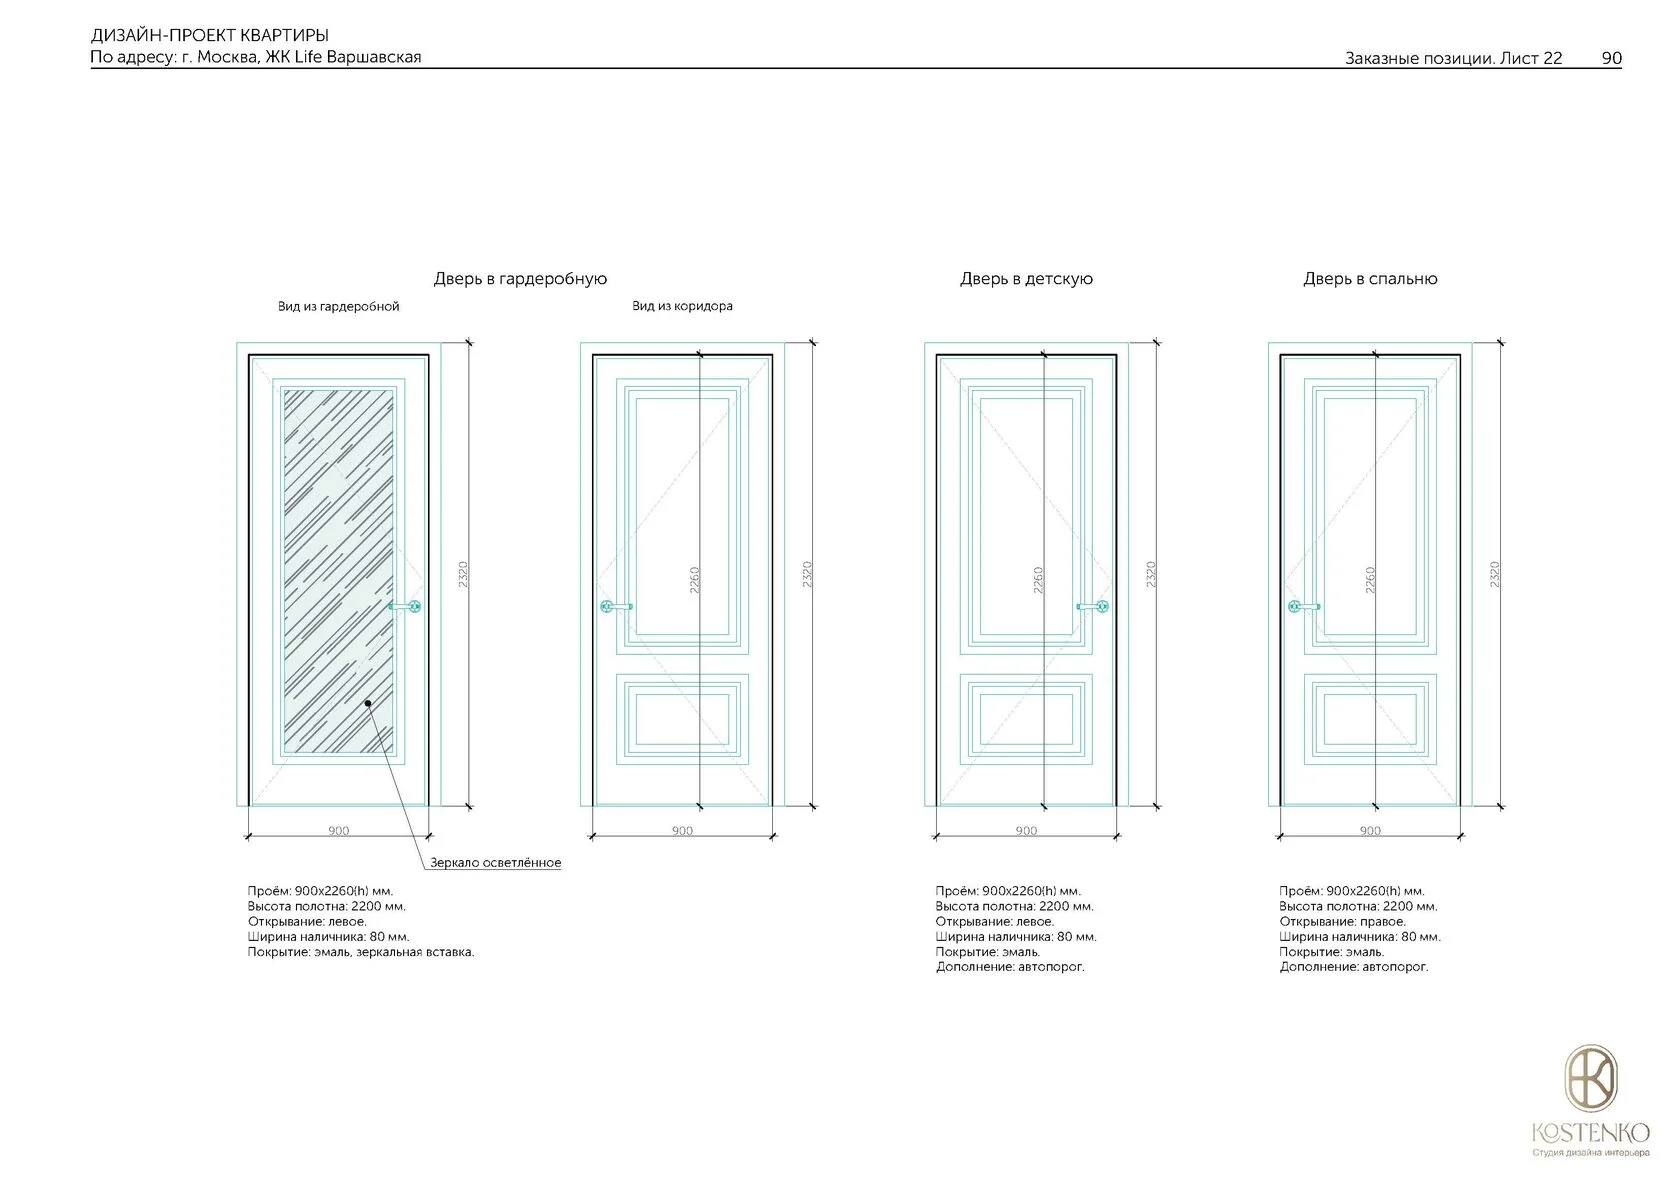 ДИЗАЙН-ПРОЕКТ КВАРТИРЫ
По адресу: г. Москва, ЖК Life Варшавская
Заказные позиции. Лист 22 90
Дверь в гардеробную
Вид из гардеробной
Вид из коридора
Дверь в детскую
Дверь в спальню
2320
2260
2320
2260
2320
2260
2320
900
900
900
900
Зеркало осветлённое
Проём: 900х2260(h) мм.
Высота полотна: 2200 мм.
Открывание: левое.
Ширина наличника: 80 мм.
Покрытие: эмаль, зеркальная вставка.
Проём: 900х2260(h) мм.
Высота полотна: 2200 мм.
Открывание: левое.
Ширина наличника: 80 мм.
Покрытие: эмаль.
Дополнение: автопорог.
Проём: 900х2260(h) мм.
Высота полотна: 2200 мм.
Открывание: правое.
Ширина наличника: 80 мм.
Покрытие: эмаль.
Дополнение: автопорог.
KOSTENKO
Студия дизайна интерьера